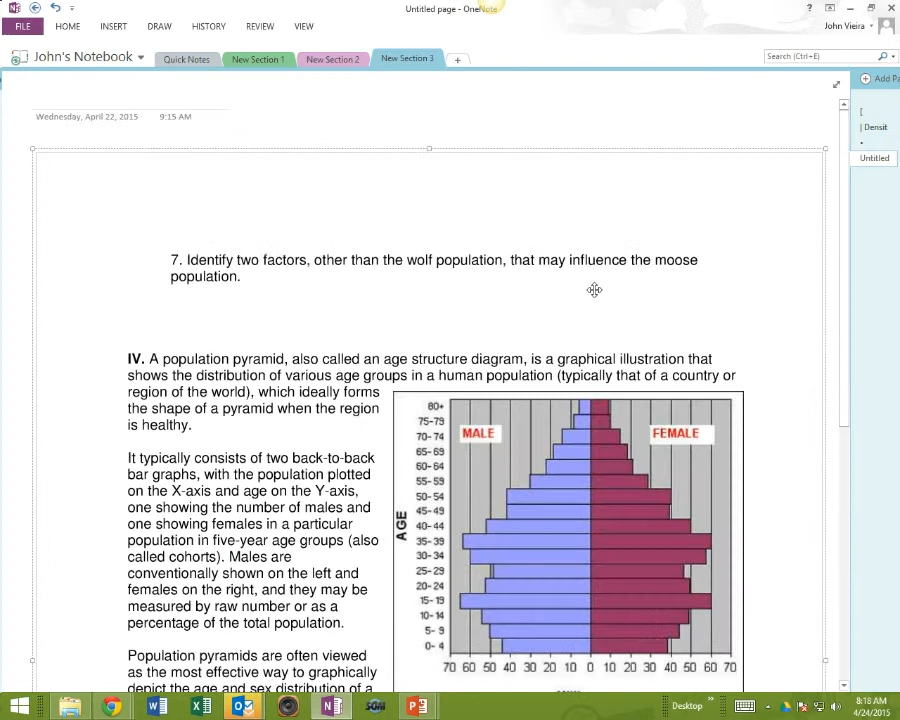 Untitled page - OneNote
FILE HOME INSERT DRAW HISTORY REVIEW VIEW
John Vieira
John's Notebook
Quick Notes
New Section 1
New Section 2
New Section 3
Search (Ctrl+E)
Add Pa
Wednesday, April 22, 2015 9:15 AM
[
| Densit
Untitled
7. Identify two factors, other than the wolf population, that may influence the moose
population.
IV. A population pyramid, also called an age structure diagram, is a graphical illustration that
shows the distribution of various age groups in a human population (typically that of a country or
region of the world), which ideally forms
the shape of a pyramid when the region
is healthy.
It typically consists of two back-to-back
bar graphs, with the population plotted
on the X-axis and age on the Y-axis,
one showing the number of males and
one showing females in a particular
population in five-year age groups (also
called cohorts). Males are
conventionally shown on the left and
females on the right, and they may be
measured by raw number or as a
percentage of the total population.
Population pyramids are often viewed
as the most effective way to graphically
depict the age and sex distribution of a
MALE
FEMALE
AGE
80+
75-79
70-74
65-69
60-64
55-59
50-54
45-49
40-44
35-39
30-34
25-29
20-24
15-19
10-14
5-9
0-4
70 60 50 40 30 20 10 0 10 20 30 40 50 60 70
Desktop
8:18 AM
4/24/2015